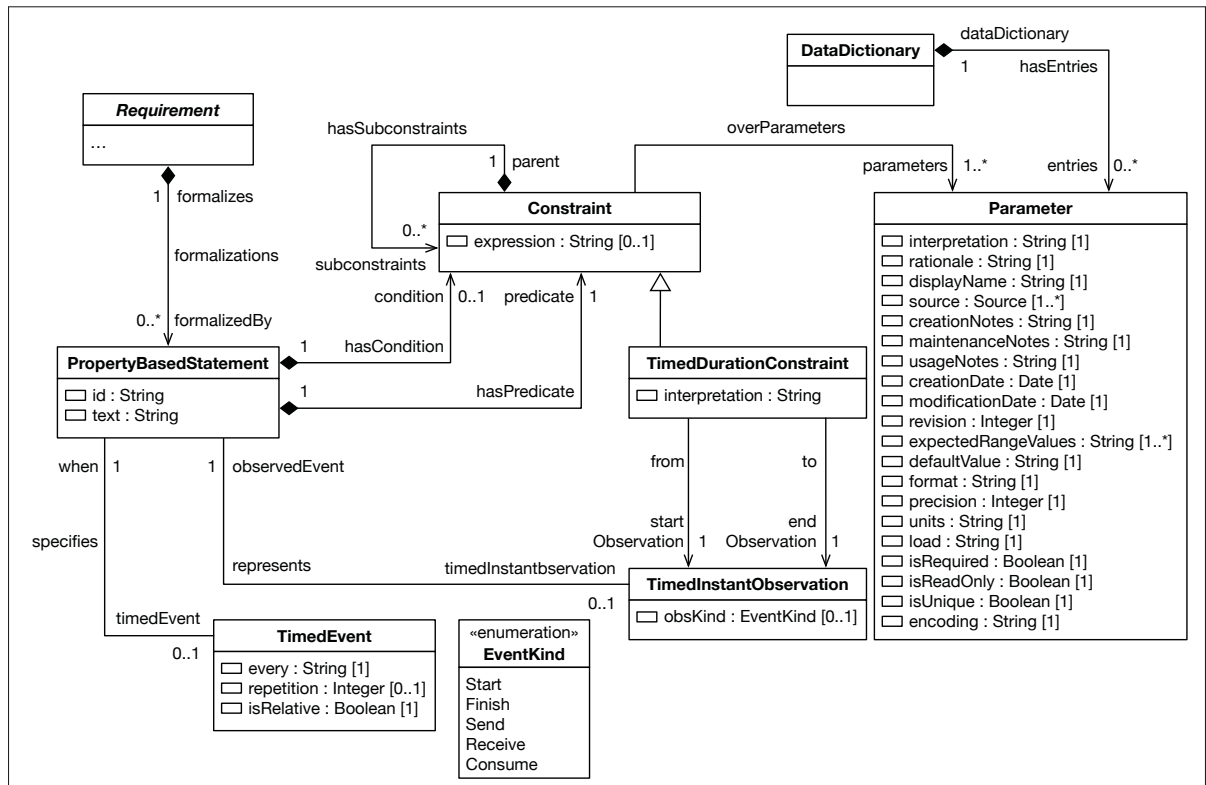 dataDictionary
DataDictionary
1
hasEntries
Requirement
...
hasSubconstraints
overParameters
1
parent
parameters
1..*
entries
0..*
1
formalizes
Constraint
expression : String [0..1]
0..*
subconstraints
formalizations
condition
0..1
predicate
1
0..*
formalizedBy
Parameter
interpretation : String [1]
rationale : String [1]
displayName : String [1]
source : Source [1..*]
creationNotes : String [1]
maintenanceNotes : String [1]
usageNotes : String [1]
creationDate : Date [1]
modificationDate : Date [1]
revision : Integer [1]
expectedRangeValues : String [1..*]
defaultValue : String [1]
format : String [1]
precision : Integer [1]
units : String [1]
load : String [1]
isRequired : Boolean [1]
isReadOnly : Boolean [1]
isUnique : Boolean [1]
encoding : String [1]
PropertyBasedStatement
id : String
text : String
1
hasCondition
1
hasPredicate
TimedDurationConstraint
interpretation : String
when
1
1
observedEvent
from
to
specifies
start
Observation
1
end
Observation
1
represents
timedInstantbservation
0..1
TimedInstantObservation
obsKind : EventKind [0..1]
timedEvent
0..1
TimedEvent
every : String [1]
repetition : Integer [0..1]
isRelative : Boolean [1]
«enumeration»
EventKind
Start
Finish
Send
Receive
Consume